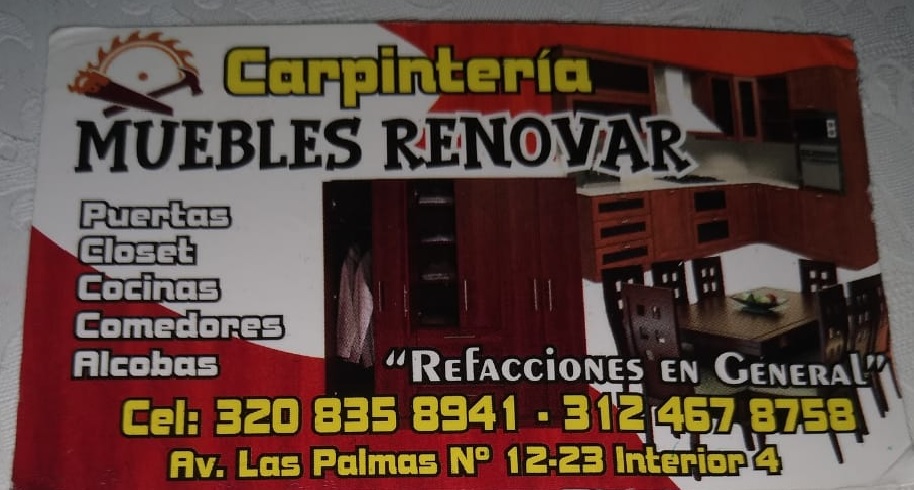 Carpintería
MUEBLES RENOVAR
Puertas
Closet
Cocinas
Comedores
Alcobas
"Refacciones en General"
Cel: 320 835 8941 - 312 467 8758
Av. Las Palmas Nº 12-23 Interior 4